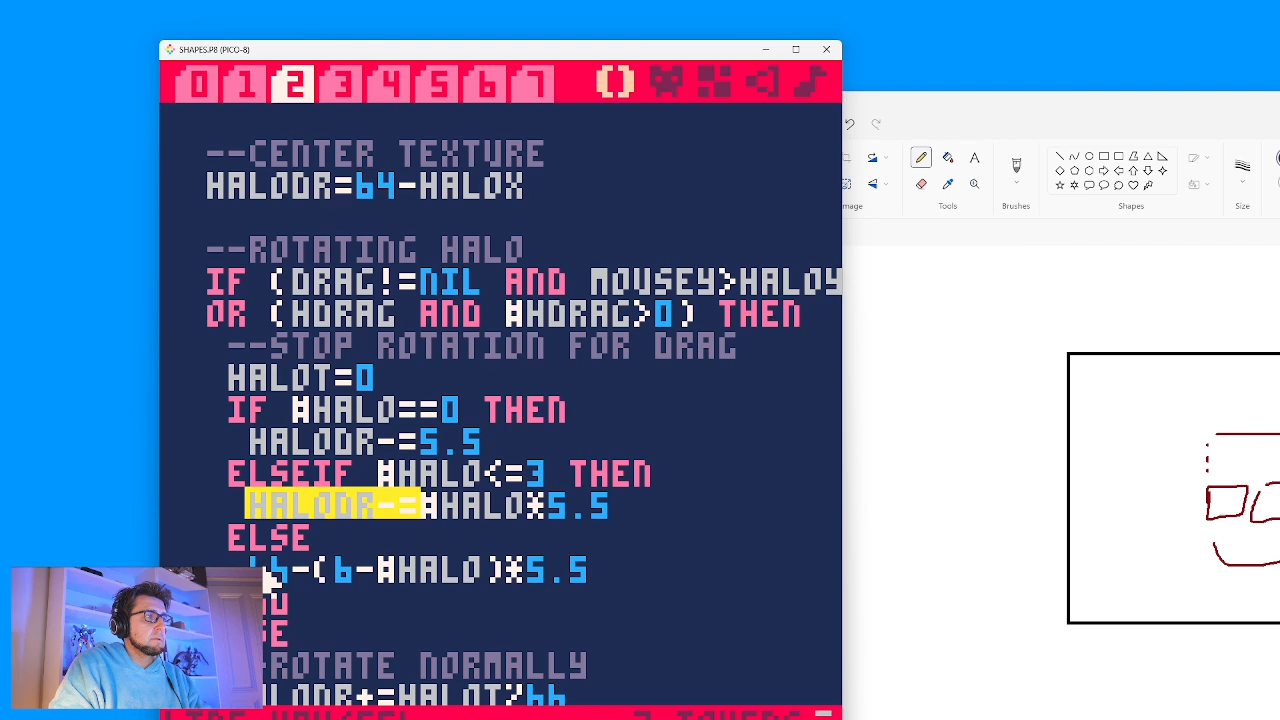 SHAPES.P8 (PICO-8)
0 1 2 3 4 5 6 7
--CENTER TEXTURE
HALODR=64-HALOX
--ROTATING HALO
IF (DRAG!=NIL AND MOUSEY>HALOY
OR (HDRAG AND #HDRAG>0) THEN
--STOP ROTATION FOR DRAG
HALOT=0
IF #HALO==0 THEN
HALODR-=5.5
ELSEIF #HALO<=3 THEN
HALODR-=#HALO*5.5
ELSE
-(6-#HALO)*5.5
ROTATE NORMALLY
Tools
Brushes
Shapes
Size